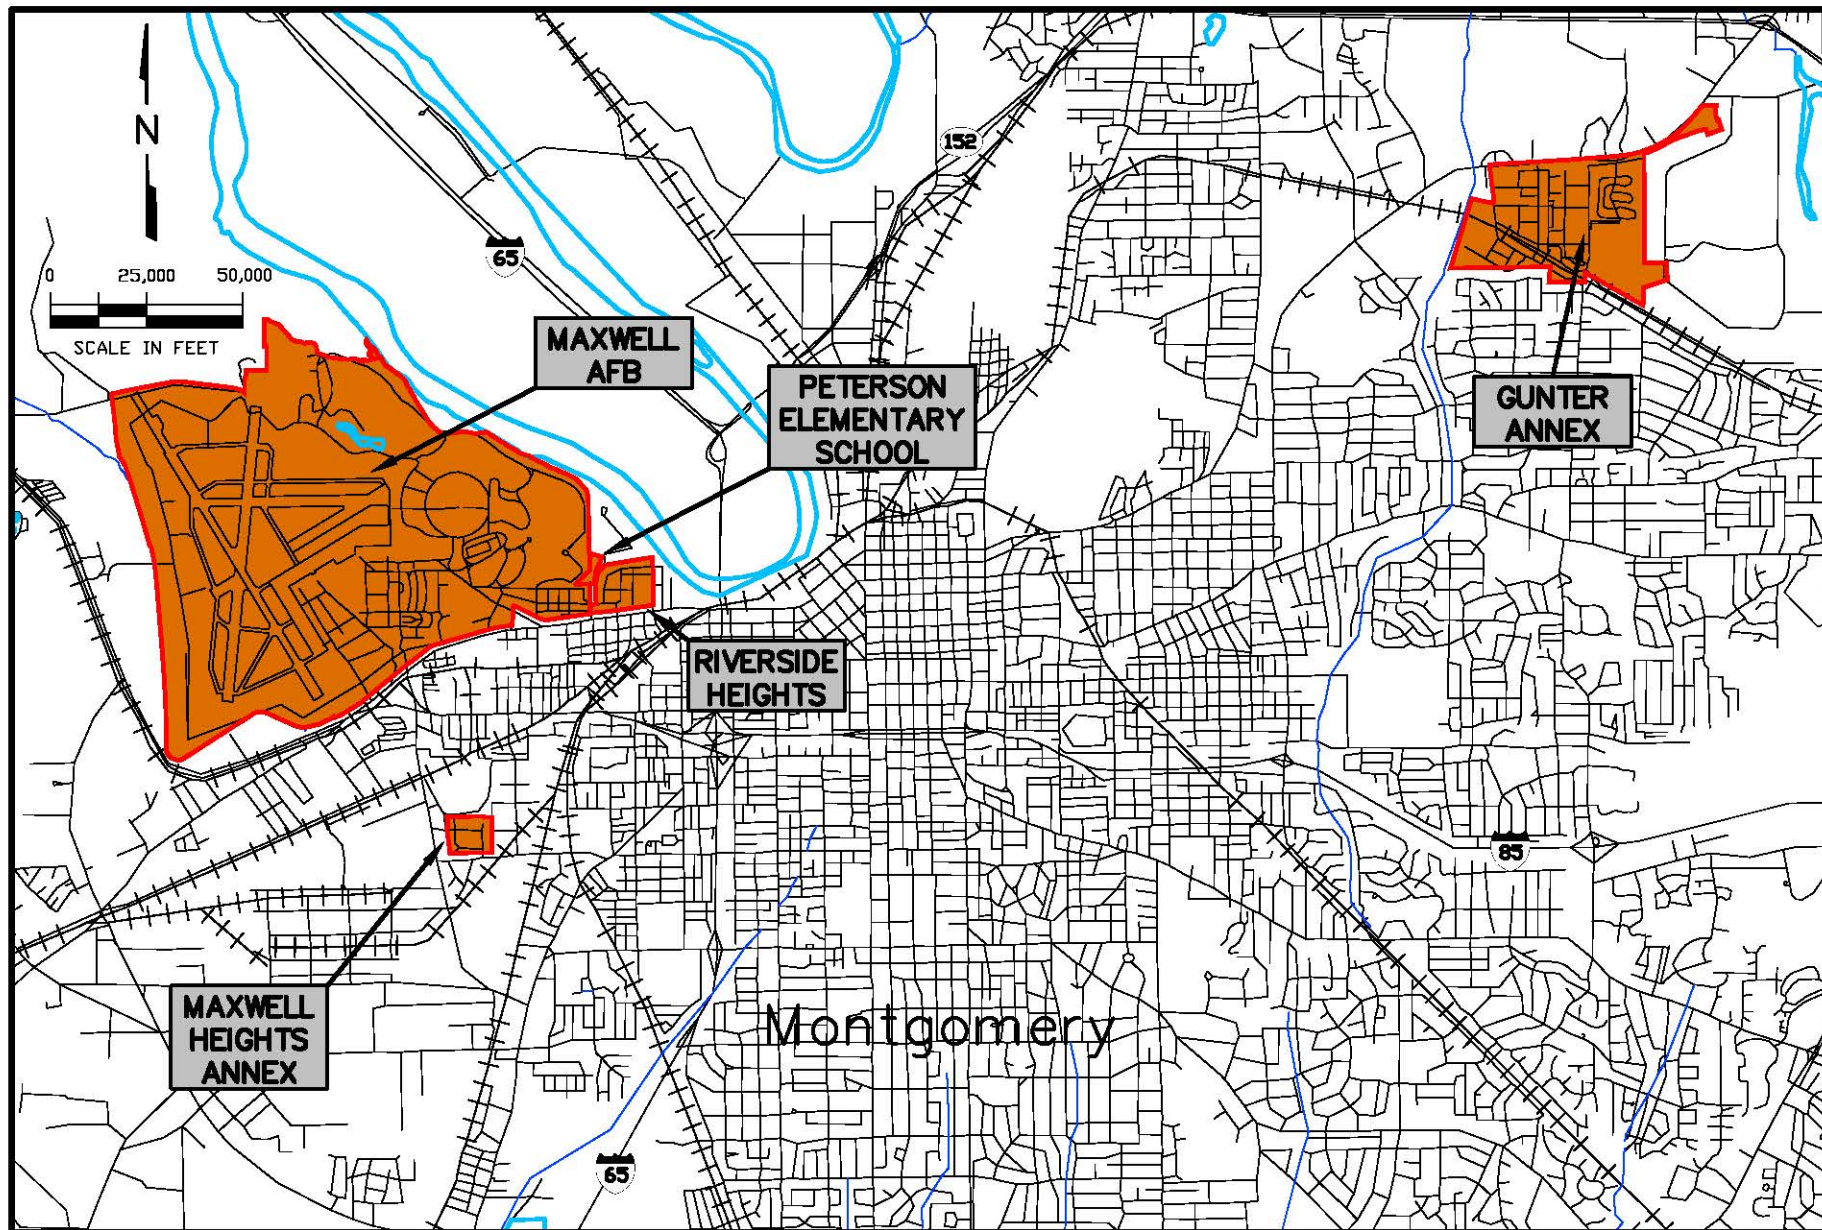 N
152
65
0 25,000 50,000
SCALE IN FEET
MAXWELL
AFB
PETERSON
ELEMENTARY
SCHOOL
GUNTER
ANNEX
RIVERSIDE
HEIGHTS
85
MAXWELL
HEIGHTS
ANNEX
Montgomery
65